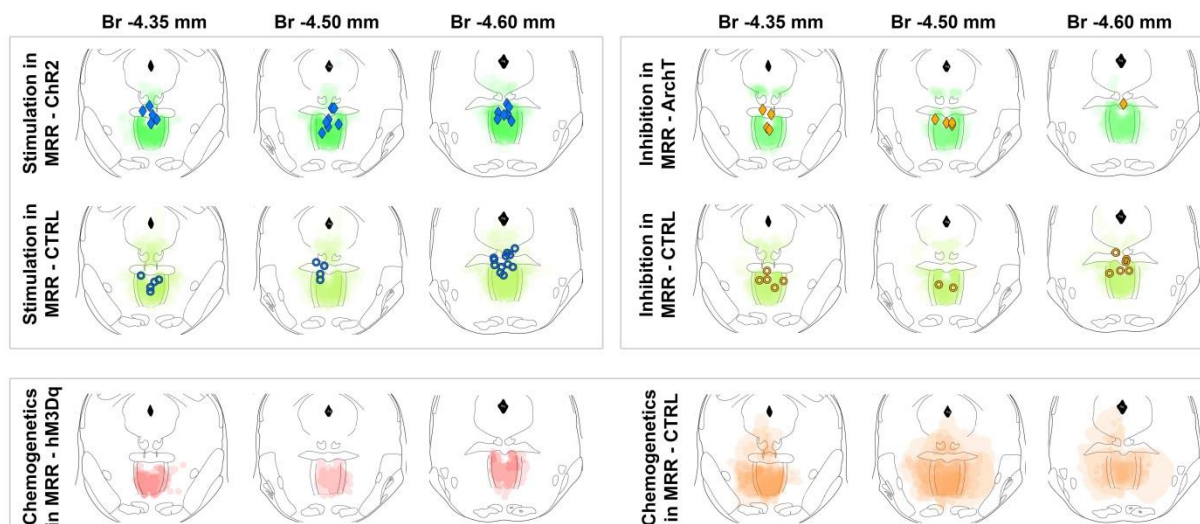 Br -4.35 mm Br -4.50 mm Br -4.60 mm Br -4.35 mm Br -4.50 mm Br -4.60 mm
Stimulation in
MRR - ChR2
Inhibition in
MRR - ArchT
Stimulation in
MRR - CTRL
Inhibition in
MRR - CTRL
Chemogenetics
in MRR - hM3Dq
Chemogenetics
in MRR - CTRL